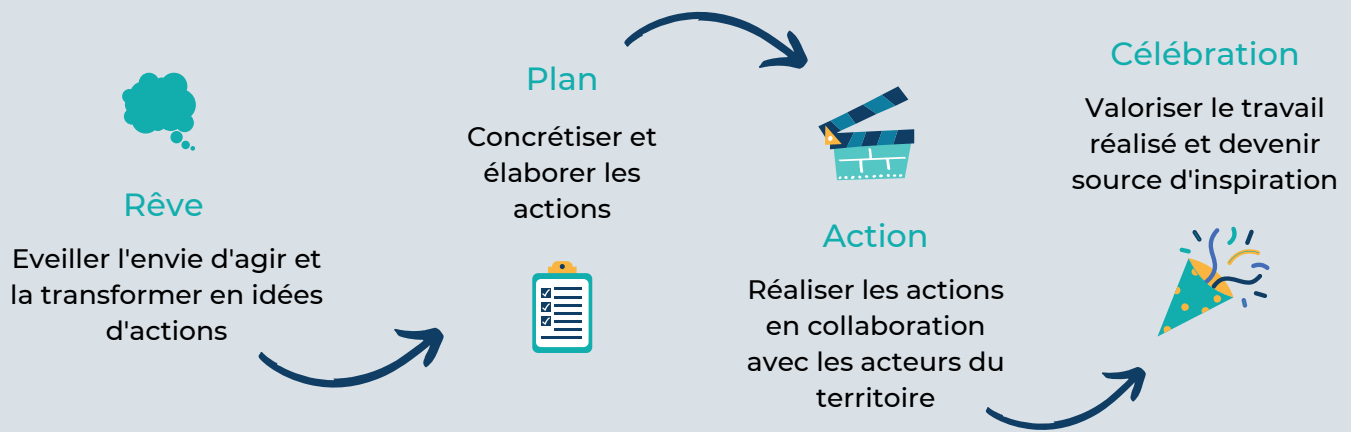 Rêve
Eveiller l'envie d'agir et
la transformer en idées
d'actions
Plan
Concrétiser et
élaborer les
actions
Action
Réaliser les actions
en collaboration
avec les acteurs du
territoire
Célébration
Valoriser le travail
réalisé et devenir
source d'inspiration